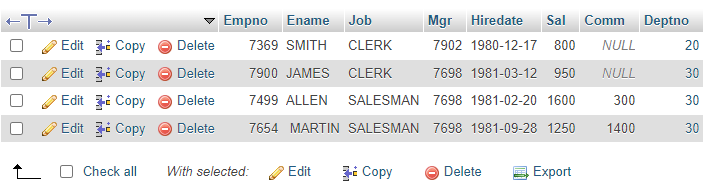 Empno Ename Job Mgr Hiredate Sal Comm Deptno
Edit Copy Delete 7369 SMITH CLERK 7902 1980-12-17 800 NULL 20
Edit Copy Delete 7900 JAMES CLERK 7698 1981-03-12 950 NULL 30
Edit Copy Delete 7499 ALLEN SALESMAN 7698 1981-02-20 1600 300 30
Edit Copy Delete 7654 MARTIN SALESMAN 7698 1981-09-28 1250 1400 30
Check all With selected: Edit Copy Delete Export